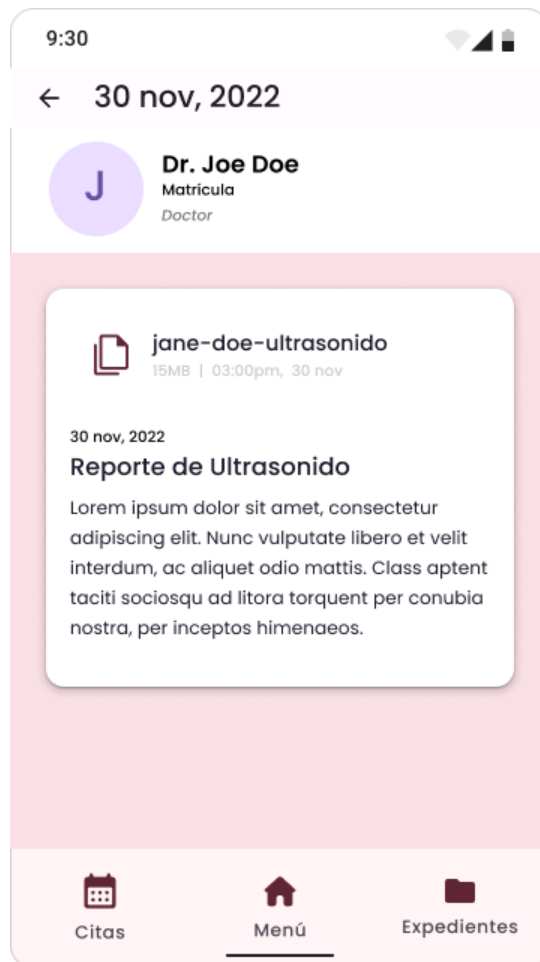 9:30
30 nov, 2022
J
Dr. Joe Doe
Matricula
Doctor
jane-doe-ultrasonido
15MB | 03:00pm, 30 nov
30 nov, 2022
Reporte de Ultrasonido
Lorem ipsum dolor sit amet, consectetur
adipiscing elit. Nunc vulputate libero et velit
interdum, ac aliquet odio mattis. Class aptent
taciti sociosqu ad litora torquent per conubia
nostra, per inceptos himenaeos.
Citas
Menú
Expedientes